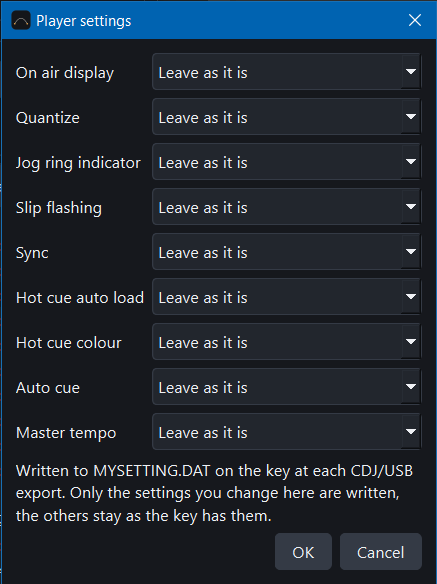 Player settings
On air display Leave as it is
Quantize Leave as it is
Jog ring indicator Leave as it is
Slip flashing Leave as it is
Sync Leave as it is
Hot cue auto load Leave as it is
Hot cue colour Leave as it is
Auto cue Leave as it is
Master tempo Leave as it is
Written to MYSETTING.DAT on the key at each CDJ/USB
export. Only the settings you change here are written,
the others stay as the key has them.
OK Cancel